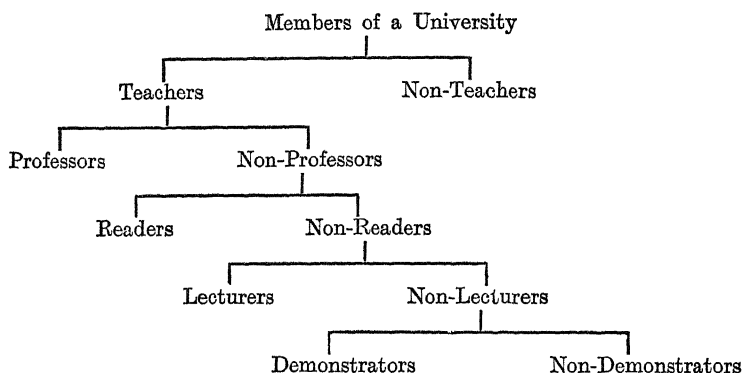 Members of a University
Teachers Non-Teachers
Professors Non-Professors
Readers Non-Readers
Lecturers Non-Lecturers
Demonstrators Non-Demonstrators